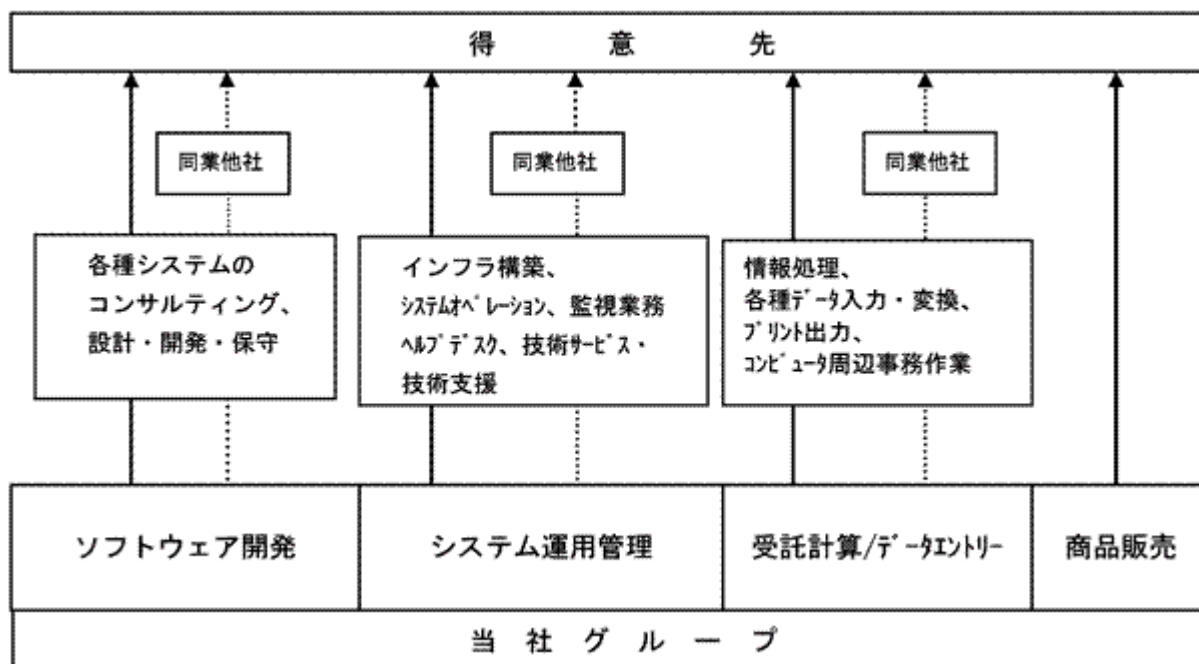 得意先
同業他社
同業他社
同業他社
各種システムの
コンサルティング、
設計・開発・保守
インフラ構築、
ｼｽﾃﾑｵﾍﾟﾚｰｼｮﾝ、監視業務
ﾍﾙﾌﾟﾃﾞｽｸ、技術ｻｰﾋﾞｽ・
技術支援
情報処理、
各種ﾃﾞｰﾀ入力・変換、
ﾌﾟﾘﾝﾄ出力、
ｺﾝﾋﾟｭｰﾀ周辺事務作業
ソフトウェア開発
システム運用管理
受託計算/ﾃﾞｰﾀｴﾝﾄﾘｰ
商品販売
当社グループ